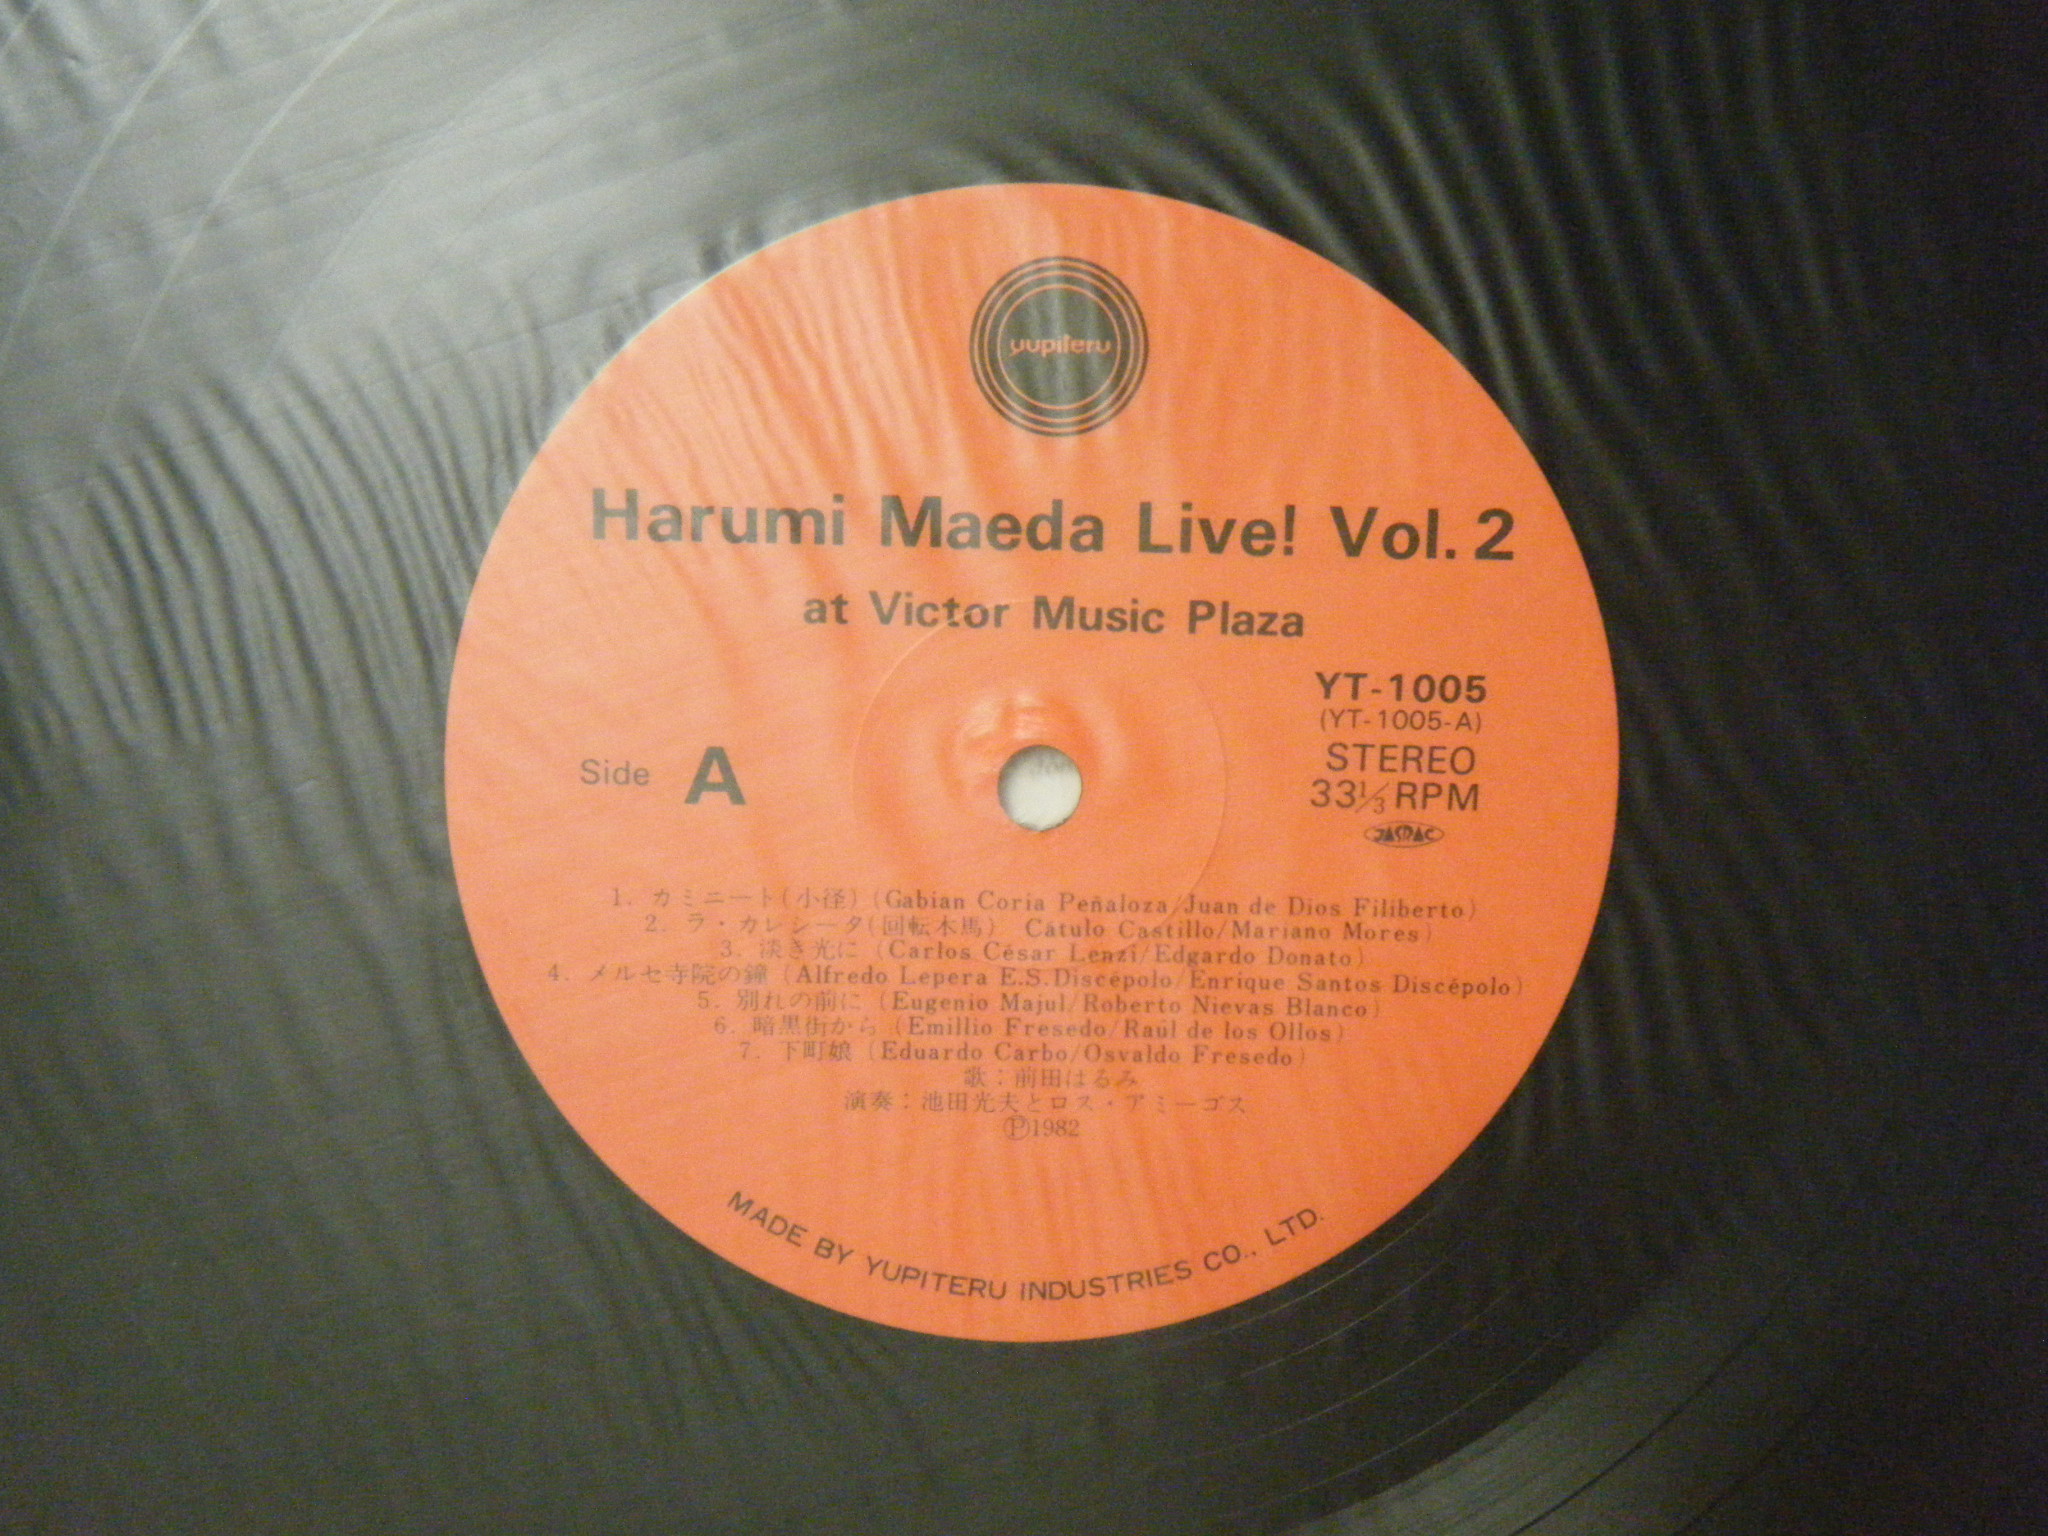 yupiteru
Harumi Maeda Live! Vol. 2
at Victor Music Plaza
YT-1005
(YT-1005-A)
Side A
STEREO
33 1/3 RPM
JASRAC
1. カミニート(小径) (Gabian Coria Peñaloza/Juan de Dios Filiberto)
2. ラ・カレシータ(回転木馬) Cátulo Castillo/Mariano Mores)
3. 淡き光に (Carlos César Lenzi/Edgardo Donato)
4. メルセ寺院の鐘 (Alfredo Lepera E.S.Discépolo/Enrique Santos Discépolo)
5. 別れの前に (Eugenio Majul/Roberto Nievas Blanco)
6. 暗黒街から (Emillio Fresedo/Raúl de los Ollos)
7. 下町娘 (Eduardo Carbo/Osvaldo Fresedo)
歌：前田はるみ
演奏：池田光夫とロス・アミーゴス
Ⓟ1982
MADE BY YUPITERU INDUSTRIES CO., LTD.